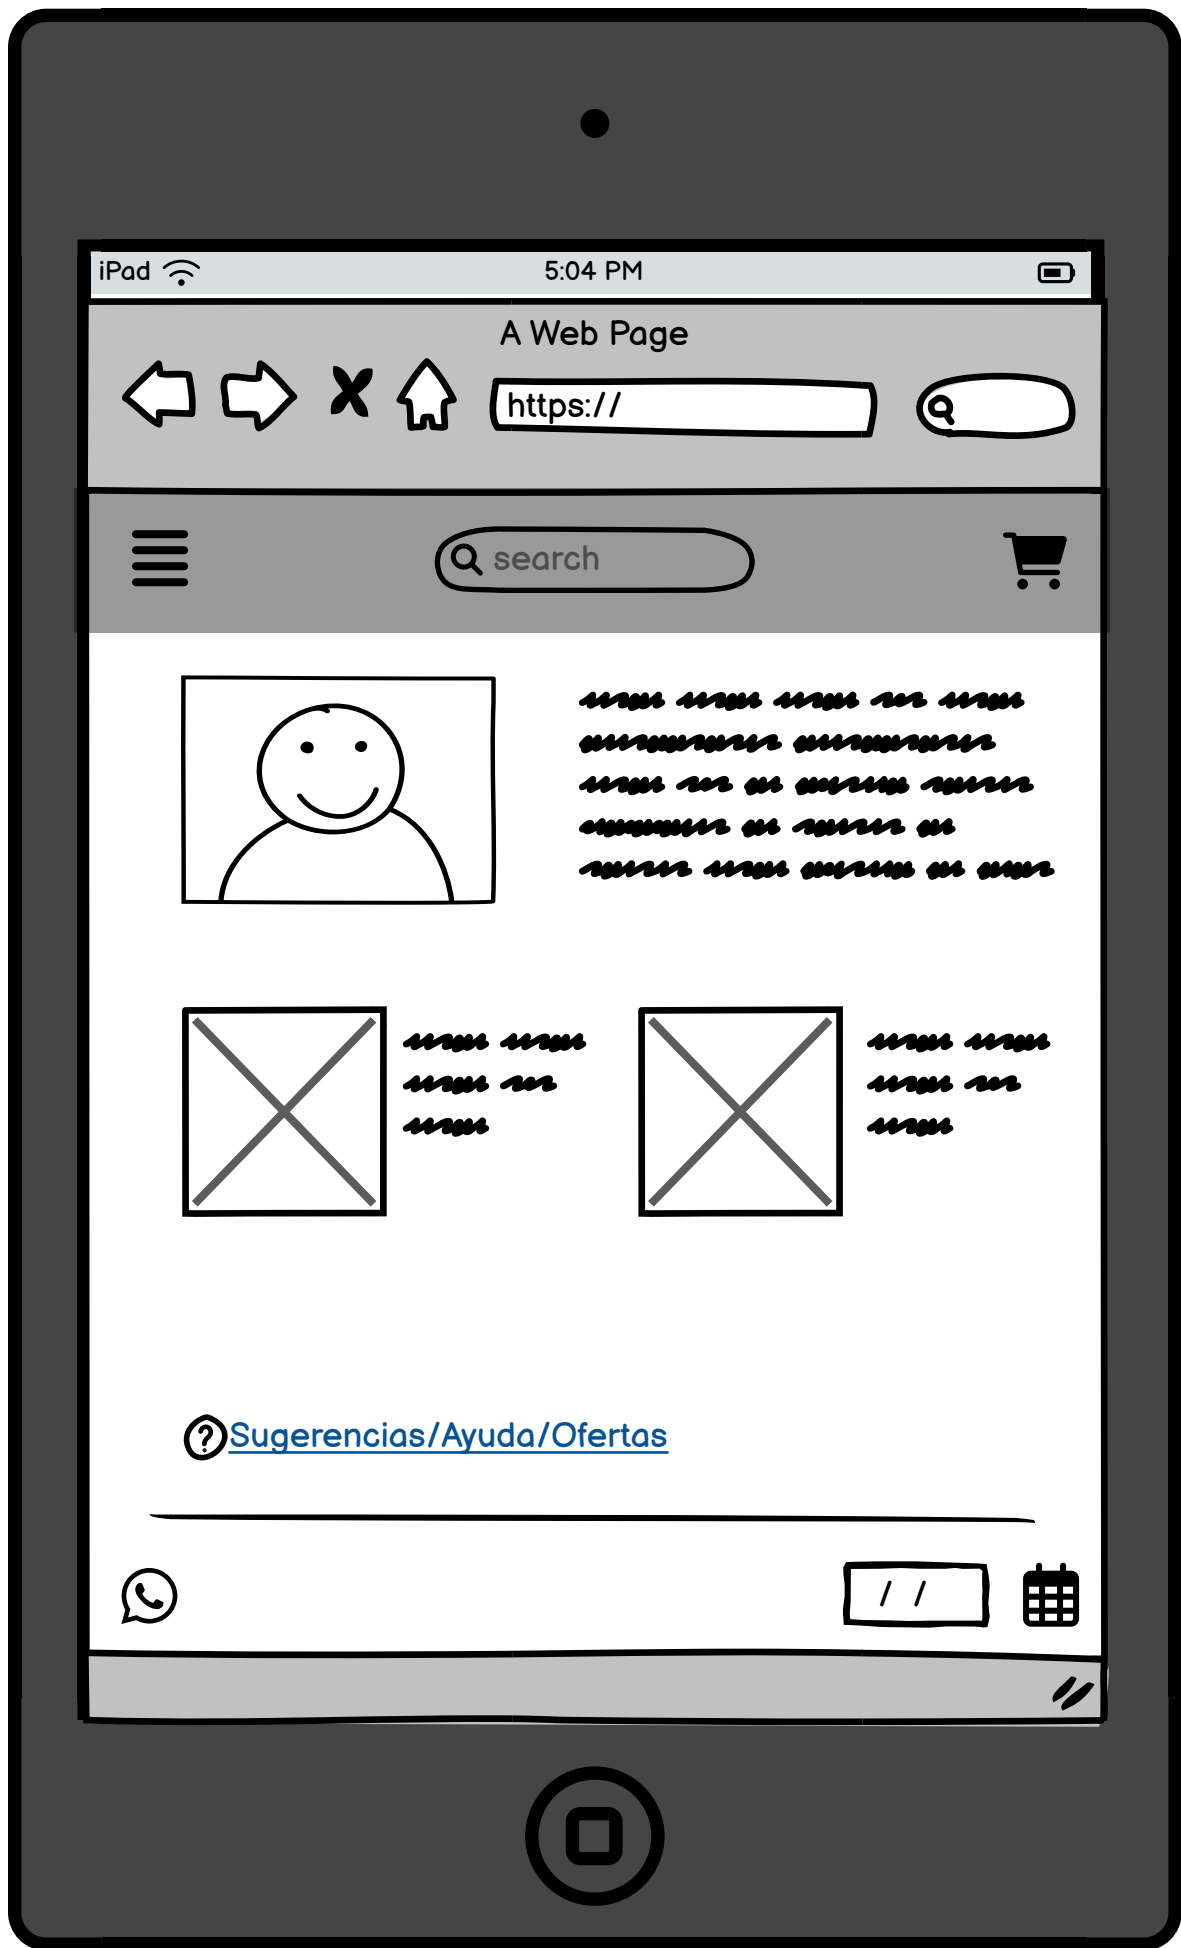 iPad 5:04 PM
A Web Page
https://
search
?Sugerencias/Ayuda/Ofertas
/ /